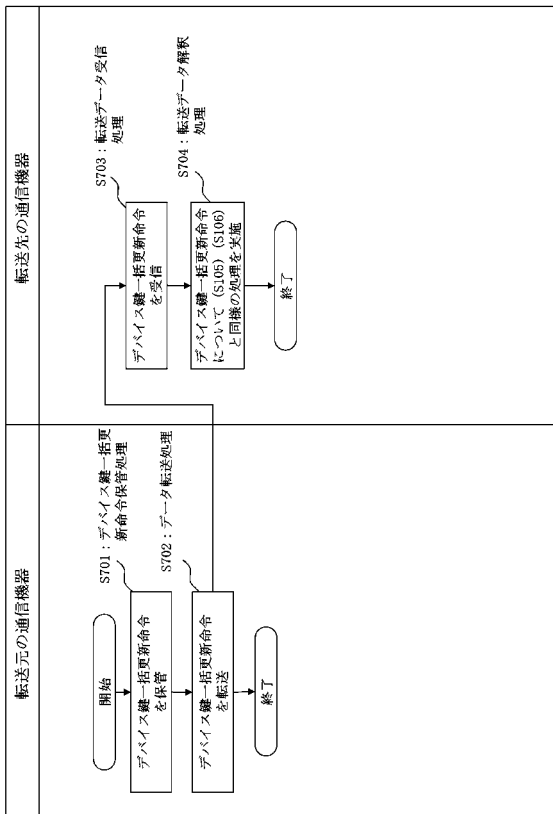 転送元の通信機器
開始
S701：デバイス鍵一括更
新命令保管処理
デバイス鍵一括更新命令
を保管
S702：データ転送処理
デバイス鍵一括更新命令
を転送
終了
転送先の通信機器
S703：転送データ受信
処理
デバイス鍵一括更新命令
を受信
S704：転送データ解釈
処理
デバイス鍵一括更新命令
について (S105) (S106)
と同様の処理を実施
終了